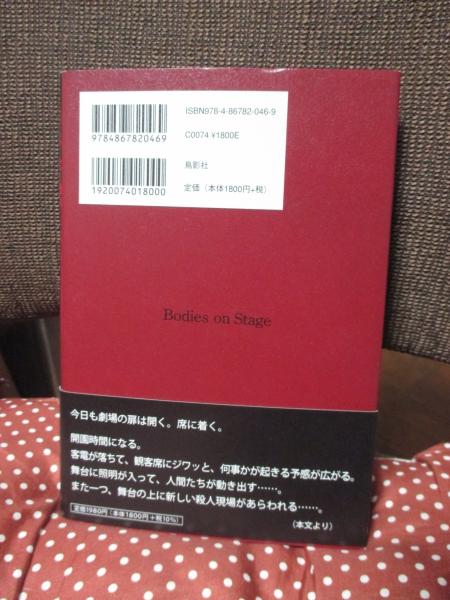 ISBN978-4-86782-046-9
9784867820469
C0074 ¥1800E
鳥影社
1920074018000
定価（本体1800円+税）
Bodies on Stage
今日も劇場の扉は開く。席に着く。
開園時間になる。
客電が落ちて、観客席にジワッと、何事かが起きる予感が広がる。
舞台に照明が入って、人間たちが動き出す……。
また一つ、舞台の上に新しい殺人現場があらわれる……。
定価1980円（本体1800円＋税10%）
（本文より）